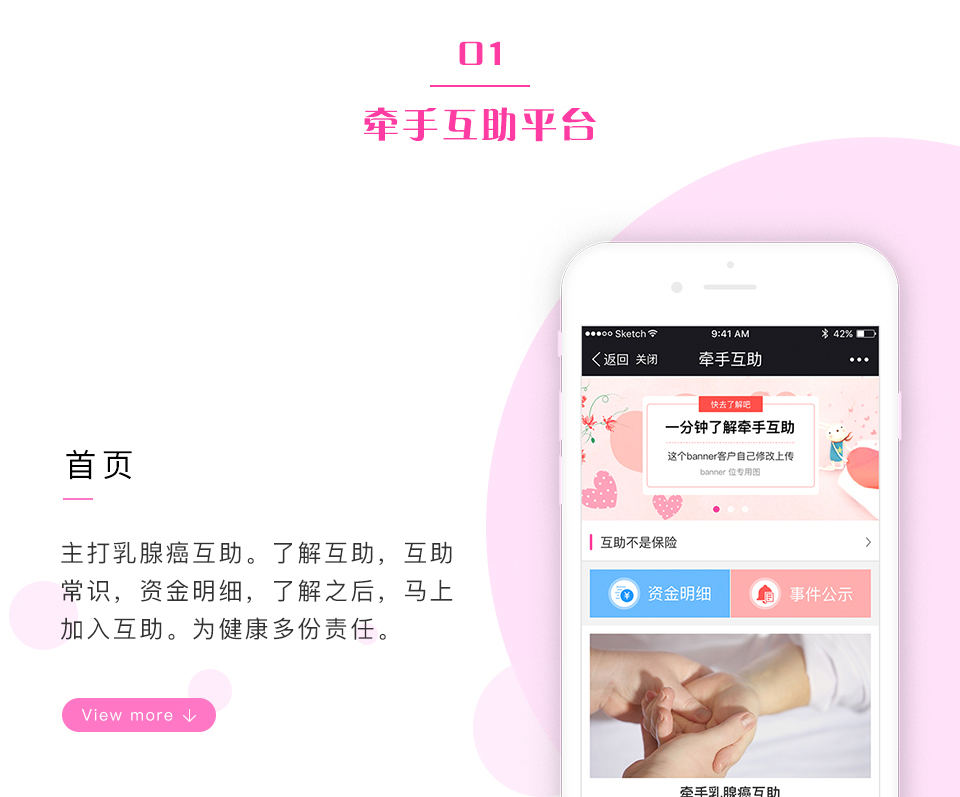 01
牵手互助平台
首页
主打乳腺癌互助。了解互助，互助
常识，资金明细，了解之后，马上
加入互助。为健康多份责任。
View more ↓
Sketch 9:41 AM 42%
返回 关闭 牵手互助
快去了解吧
一分钟了解牵手互助
这个banner客户自己修改上传
banner 位专用图
互助不是保险
资金明细 事件公示
牵手乳腺癌互助